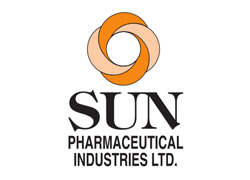 SUN
PHARMACEUTICAL
INDUSTRIES LTD.